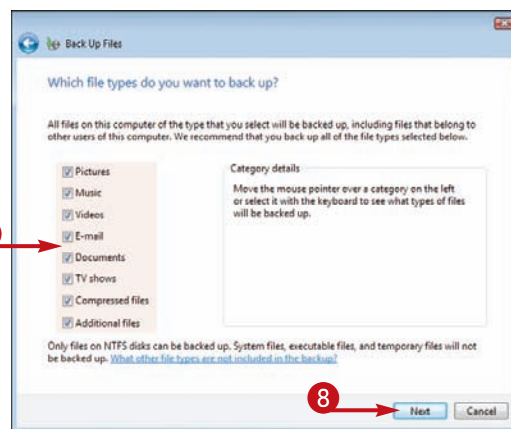 Back Up Files
Which file types do you want to back up?
All files on this computer of the type that you select will be backed up, including files that belong to
other users of this computer. We recommend that you back up all of the file types selected below.
Pictures
Music
Videos
E-mail
Documents
TV shows
Compressed files
Additional files
Category details
Move the mouse pointer over a category on the left
or select it with the keyboard to see what types of files
will be backed up.
Only files on NTFS disks can be backed up. System files, executable files, and temporary files will not
be backed up. What other file types are not included in the backup?
8
Next Cancel